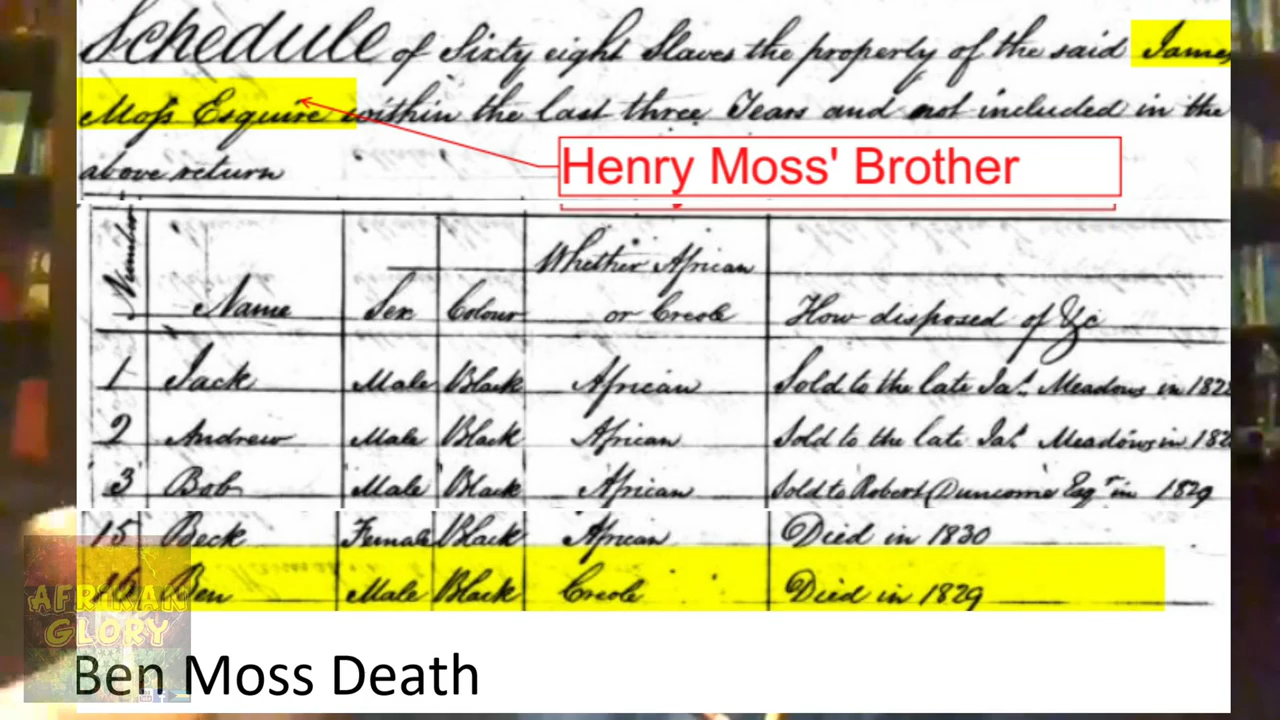 Schedule of Sixty eight Slaves the property of the said James
Moss Esquire within the last three Years and not included in the
above return
Henry Moss' Brother
Number Name Sex Colour Whether African or Creole How disposed of &c
1 Jack Male Black African Sold to the late Jas. Meadows in 182
2 Andrew Male Black African Sold to the late Jas. Meadows in 182
3 Bob Male Black African Sold to Robert Duncome Esqr in 1829
15 Beck Female Black African Died in 1830
16 Ben Male Black Creole Died in 1829
AFRIKAN
GLORY
Ben Moss Death